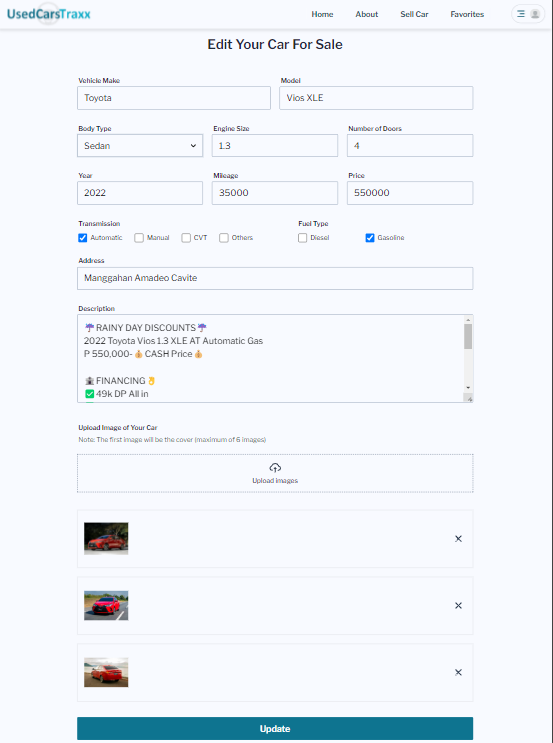 UsedCarsTraxx
Home About Sell Car Favorites
Edit Your Car For Sale
Vehicle Make Model
Toyota Vios XLE
Body Type Engine Size Number of Doors
Sedan 1.3 4
Year Mileage Price
2022 35000 550000
Transmission Fuel Type
Automatic Manual CVT Others Diesel Gasoline
Address
Manggahan Amadeo Cavite
Description
☔RAINY DAY DISCOUNTS☔
2022 Toyota Vios 1.3 XLE AT Automatic Gas
P 550,000-💰CASH Price💰
🏦FINANCING👌
✅49k DP All in
Upload Image of Your Car
Note: The first image will be the cover (maximum of 6 images)
Upload images
Update